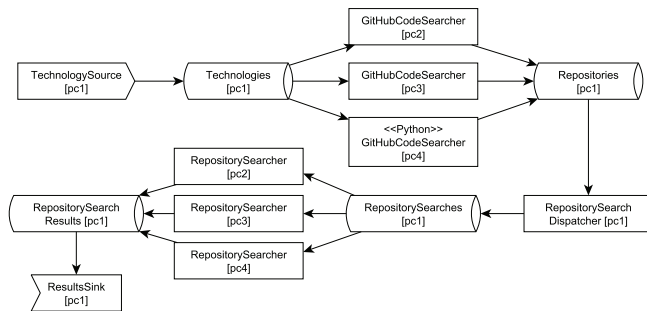 GitHubCodeSearcher
[pc2]
TechnologySource
[pc1]
Technologies
[pc1]
GitHubCodeSearcher
[pc3]
Repositories
[pc1]
<<Python>>
GitHubCodeSearcher
[pc4]
RepositorySearcher
[pc2]
RepositorySearch
Results [pc1]
RepositorySearcher
[pc3]
RepositorySearches
[pc1]
RepositorySearch
Dispatcher [pc1]
RepositorySearcher
[pc4]
ResultsSink
[pc1]